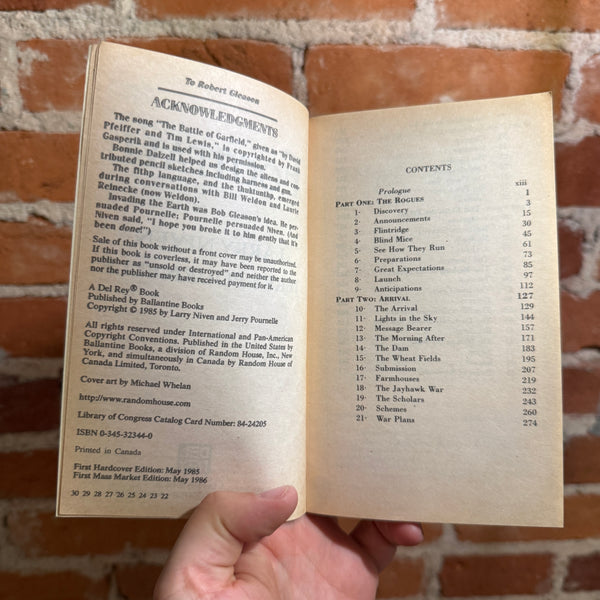 To Robert Gleason
ACKNOWLEDGMENTS
The song "The Battle of Garfield," given as "by David
Pfeiffer and Tim Lewis," is copyrighted by Frank
Gasperik and is used with his permission.
Bonnie Dalzell helped us design the aliens and con-
tributed pencil sketches including harness and gun.
The fithp language, and the thuktunthp, emerged
during conversations with Bill Weldon and Laurie
Reinecke (now Weldon).
Invading the Earth was Bob Gleason's idea. He per-
suaded Pournelle; Pournelle persuaded Niven. (And
Niven said, "I hope you broke it to him gently that it's
been done!")
Sale of this book without a front cover may be unauthorized.
If this book is coverless, it may have been reported to the
publisher as "unsold or destroyed" and neither the author
nor the publisher may have received payment for it.
A Del Rey® Book
Published by Ballantine Books
Copyright © 1985 by Larry Niven and Jerry Pournelle
All rights reserved under International and Pan-American
Copyright Conventions. Published in the United States by
Ballantine Books, a division of Random House, Inc., New
York, and simultaneously in Canada by Random House of
Canada Limited, Toronto.
Cover art by Michael Whelan
http://www.randomhouse.com
Library of Congress Catalog Card Number: 84-24205
ISBN 0-345-32344-0
Printed in Canada
First Hardcover Edition: May 1985
First Mass Market Edition: May 1986
30 29 28 27 26 25 24 23 22
CONTENTS
Prologue xiii
PART ONE: THE ROGUES 1
1· Discovery 3
2· Announcements 15
3· Flintridge 30
4· Blind Mice 45
5· See How They Run 61
6· Preparations 73
7· Great Expectations 85
8· Launch 97
9· Anticipations 112
PART TWO: ARRIVAL 127
10· The Arrival 129
11· Lights in the Sky 144
12· Message Bearer 157
13· The Morning After 171
14· The Dam 183
15· The Wheat Fields 195
16· Submission 207
17· Farmhouses 219
18· The Jayhawk War 232
19· The Scholars 243
20· Schemes 260
21· War Plans 274